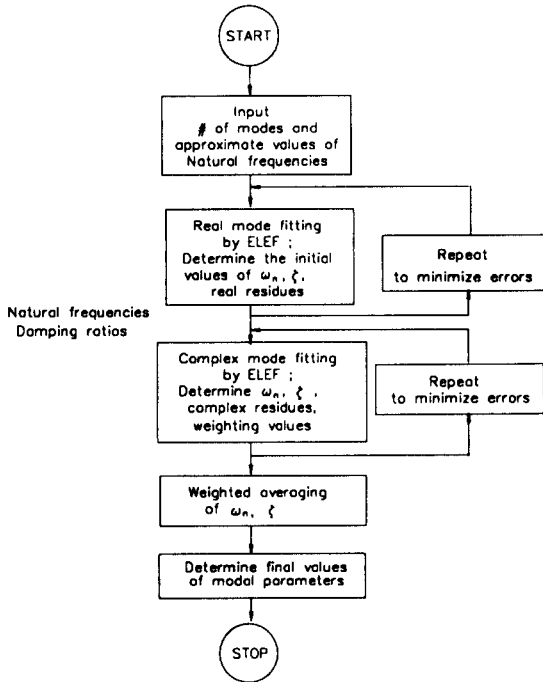 START
Input
# of modes and
approximate values of
Natural frequencies
Real mode fitting
by ELEF ;
Determine the initial
values of ωn, ζ,
real residues
Repeat
to minimize errors
Natural frequencies
Damping ratios
Complex mode fitting
by ELEF ;
Determine ωn, ζ ,
complex residues,
weighting values
Repeat
to minimize errors
Weighted averaging
of ωn, ζ
Determine final values
of modal parameters
STOP